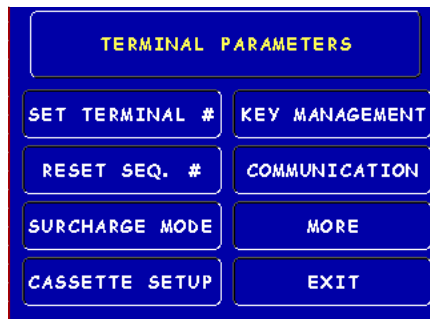 TERMINAL PARAMETERS
SET TERMINAL #
KEY MANAGEMENT
RESET SEQ. #
COMMUNICATION
SURCHARGE MODE
MORE
CASSETTE SETUP
EXIT